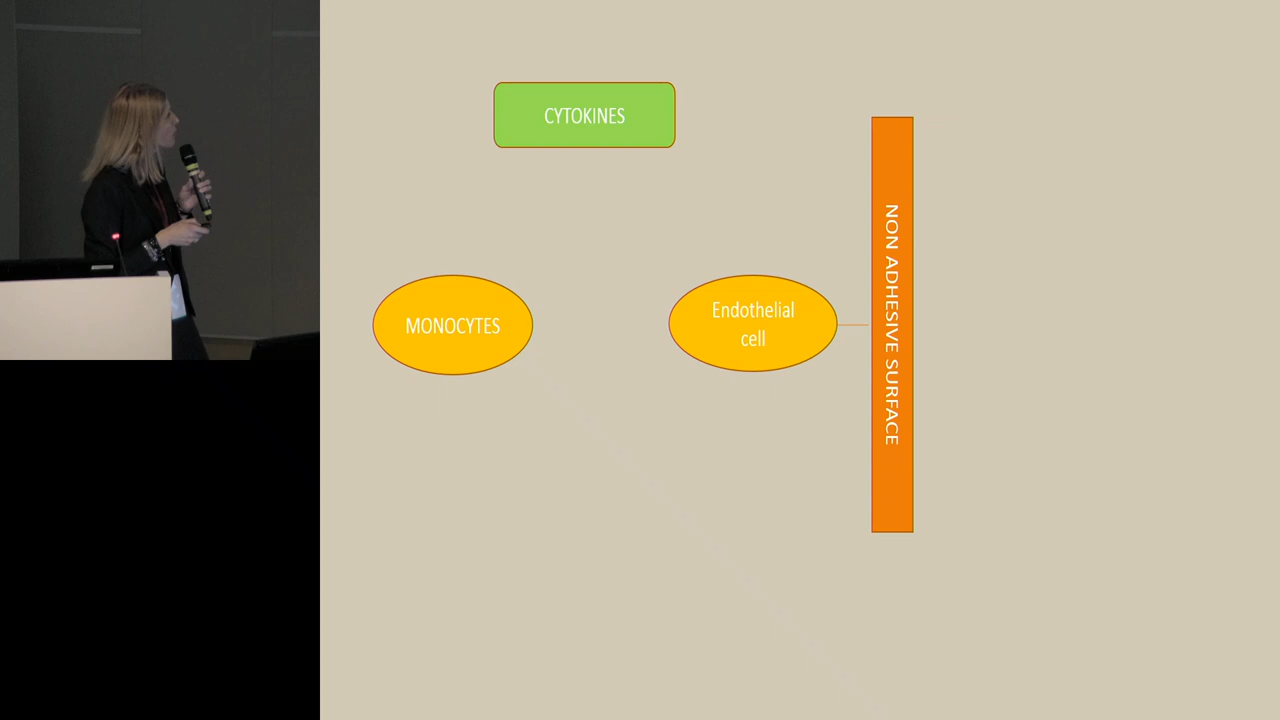 CYTOKINES
MONOCYTES
Endothelial
cell
NON ADHESIVE SURFACE